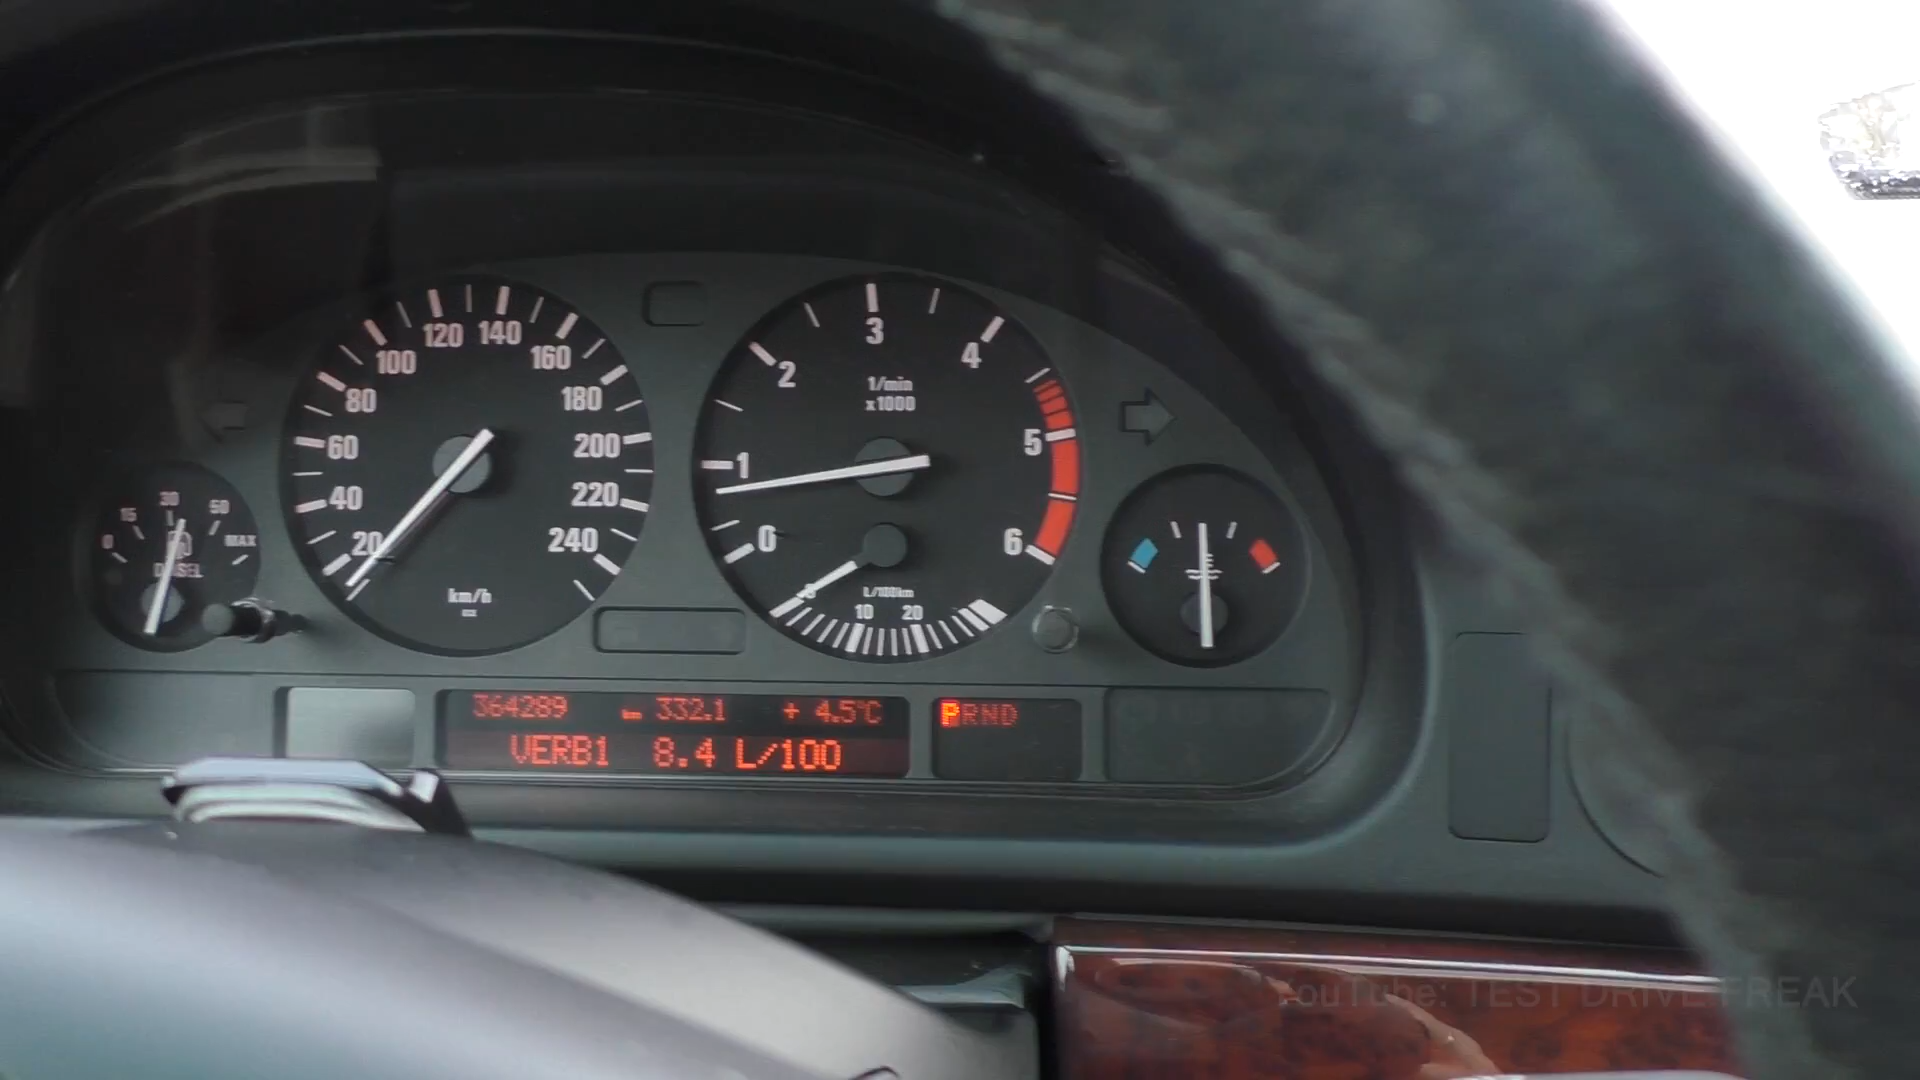 120 140
100 160
80 180
60 200
40 220
20 240
km/h
3
2 4
1/min
x1000
1 5
0 6
L/100km
10 20
0 15 30 50 MAX
DIESEL
364289 km 332.1 + 4.5°C
VERB1 8.4 L/100
PRND
YouTube: TEST DRIVE FREAK